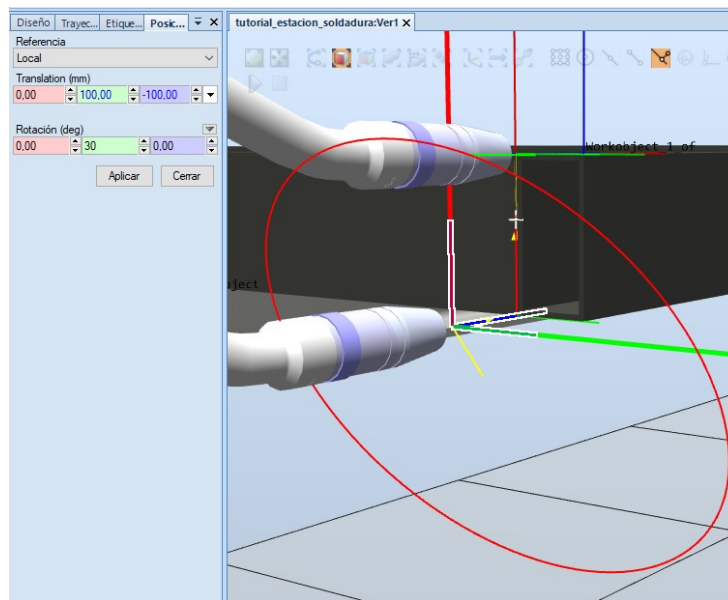 Diseño Trayec... Etique... Posic...
Referencia
Local
Translation (mm)
0,00 100,00 -100,00
Rotación (deg)
0,00 30 0,00
Aplicar Cerrar
tutorial_estacion_soldadura:Ver1
Workobject_1 of
oject